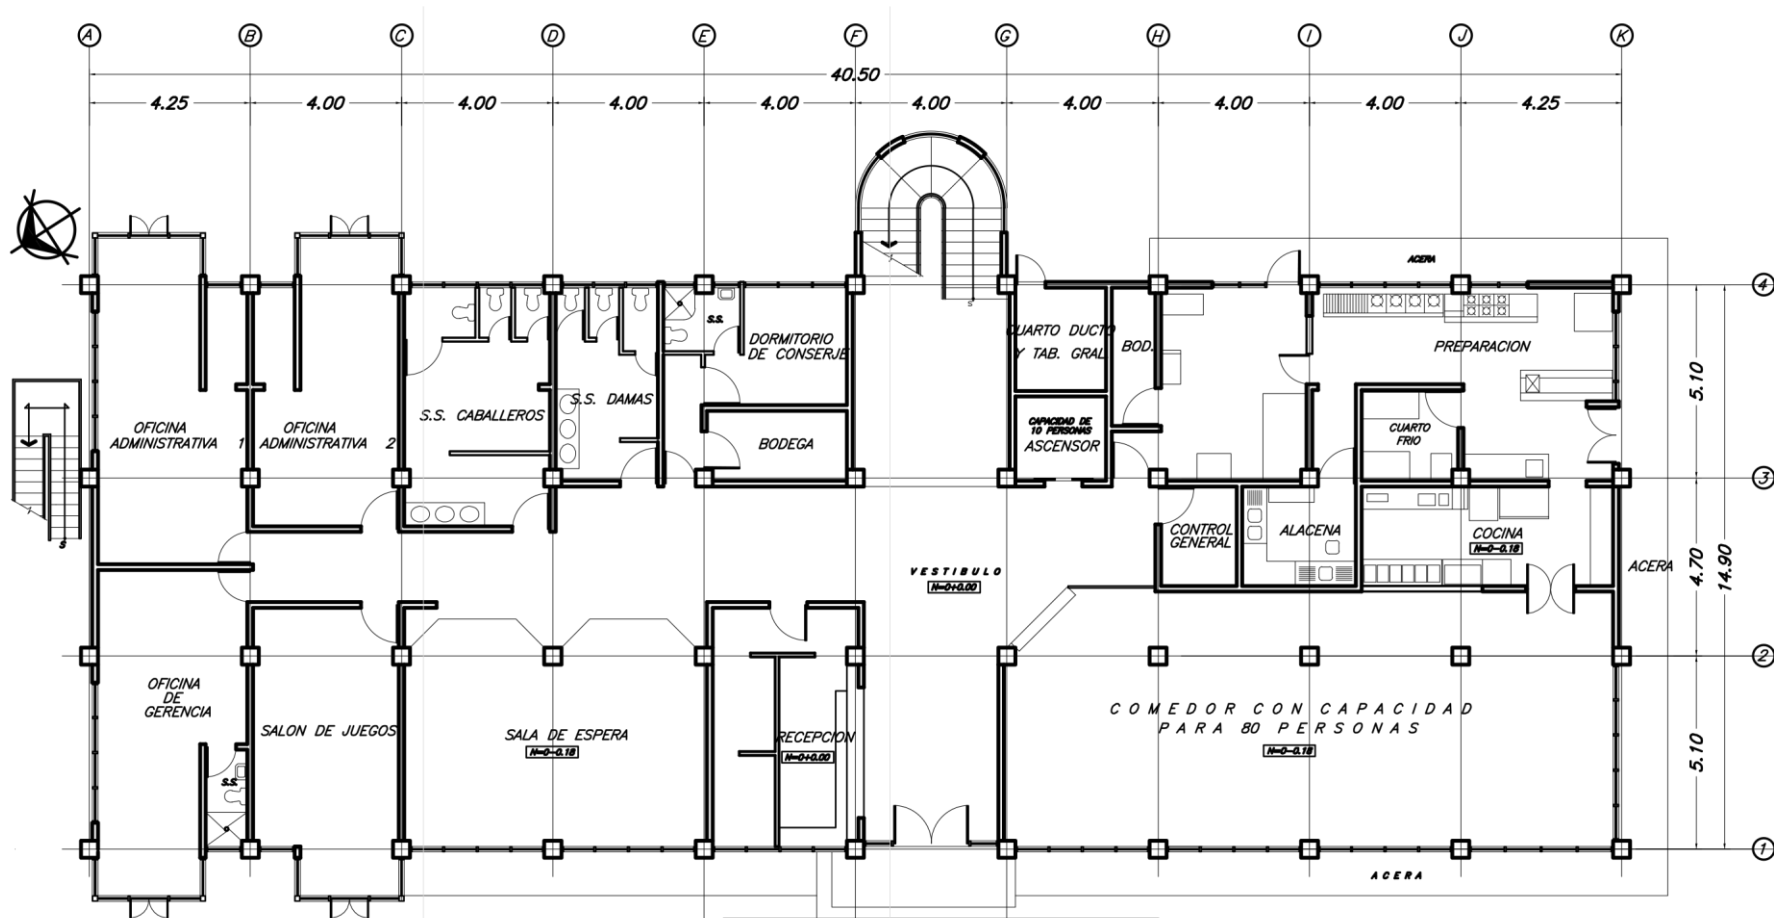 A B C D E F G H I J K
40.50
4.25 4.00 4.00 4.00 4.00 4.00 4.00 4.00 4.00 4.25
ACERA
4
S.S.
DORMITORIO
DE CONSERJE
CUARTO DUCTO
Y TAB. GRAL.
BOD.
PREPARACION
5.10
S.S. CABALLEROS
S.S. DAMAS
OFICINA
ADMINISTRATIVA 1
OFICINA
ADMINISTRATIVA 2
BODEGA
CAPACIDAD DE
10 PERSONAS
ASCENSOR
CUARTO
FRIO
3
S
S
CONTROL
GENERAL
ALACENA
COCINA
N=0-0.18
VESTIBULO
N=0+0.00
ACERA
4.70
14.90
2
OFICINA
DE
GERENCIA
SALON DE JUEGOS
SALA DE ESPERA
N=0-0.18
RECEPCION
N=0+0.00
COMEDOR CON CAPACIDAD
PARA 80 PERSONAS
N=0-0.18
5.10
S.S.
1
ACERA